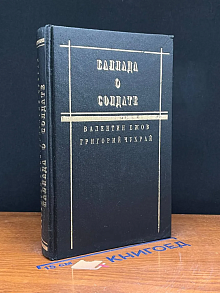 БАЛЛАДА
О
СОЛДАТЕ
ВАЛЕНТИН ЕЖОВ
ГРИГОРИЙ ЧУХРАЙ
БАЛЛАДА О СОЛДАТЕ
КНИГОЕД